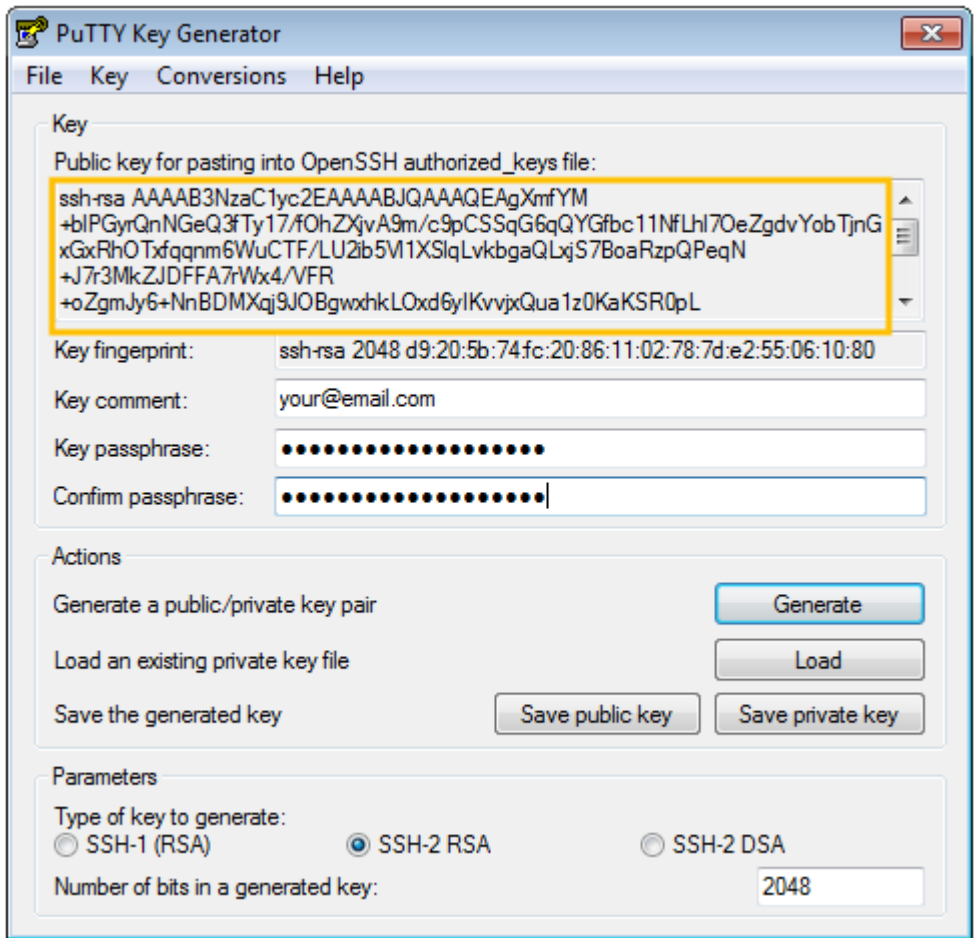 PuTTY Key Generator
File Key Conversions Help
Key
Public key for pasting into OpenSSH authorized_keys file:
ssh-rsa AAAAB3NzaC1yc2EAAAABJQAAAQEAgXmfYM
+blPGyrQnNGeQ3fTy17/fOhZXjvA9m/c9pCSSqG6qQYGfbc11NfLhl7OeZgdvYobTjnG
xGxRhOTxfqqnm6WuCTF/LU2ib5Vl1XSlqLvkbgaQLxjS7BoaRzpQPeqN
+J7r3MkZJDFFA7rWx4/VFR
+oZgmJy6+NnBDMXqj9JOBgwxhkLOxd6ylKvvjxQua1z0KaKSR0pL
Key fingerprint: ssh-rsa 2048 d9:20:5b:74:fc:20:86:11:02:78:7d:e2:55:06:10:80
Key comment: your@email.com
Key passphrase: ●●●●●●●●●●●●●●●●●●●
Confirm passphrase: ●●●●●●●●●●●●●●●●●●●
Actions
Generate a public/private key pair Generate
Load an existing private key file Load
Save the generated key Save public key Save private key
Parameters
Type of key to generate:
SSH-1 (RSA) SSH-2 RSA SSH-2 DSA
Number of bits in a generated key: 2048